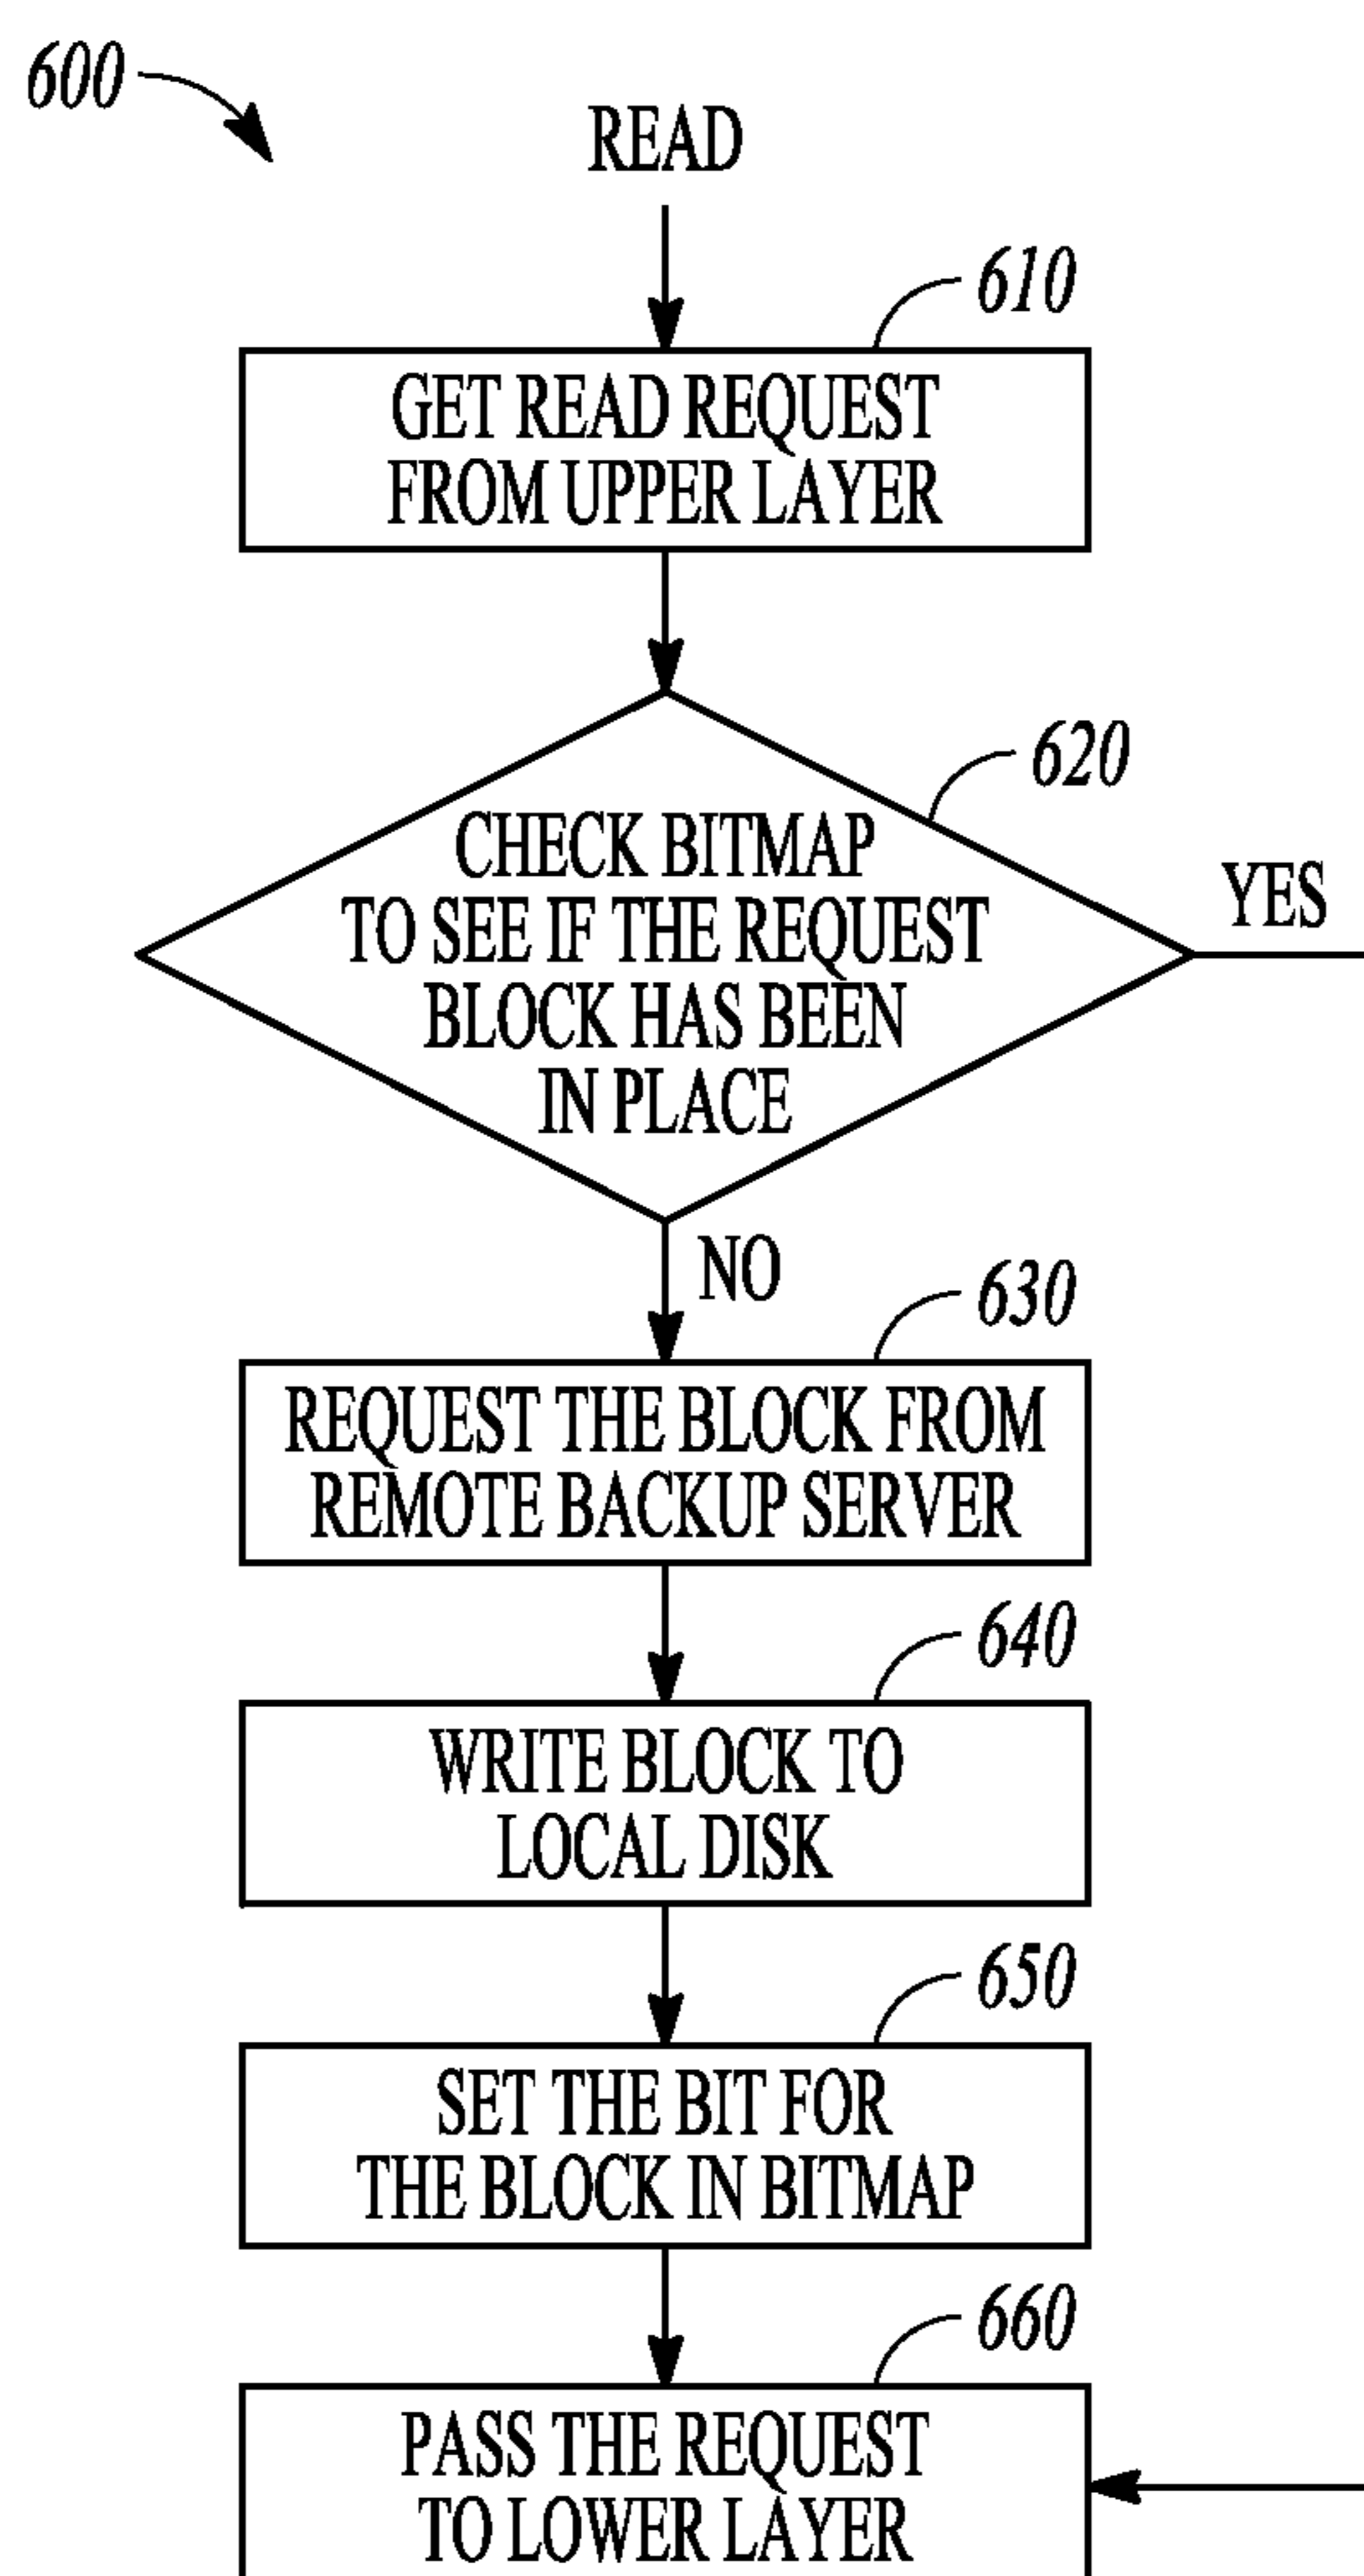 600
READ
610
GET READ REQUEST
FROM UPPER LAYER
620
CHECK BITMAP
TO SEE IF THE REQUEST
BLOCK HAS BEEN
IN PLACE
YES
NO
630
REQUEST THE BLOCK FROM
REMOTE BACKUP SERVER
640
WRITE BLOCK TO
LOCAL DISK
650
SET THE BIT FOR
THE BLOCK IN BITMAP
660
PASS THE REQUEST
TO LOWER LAYER